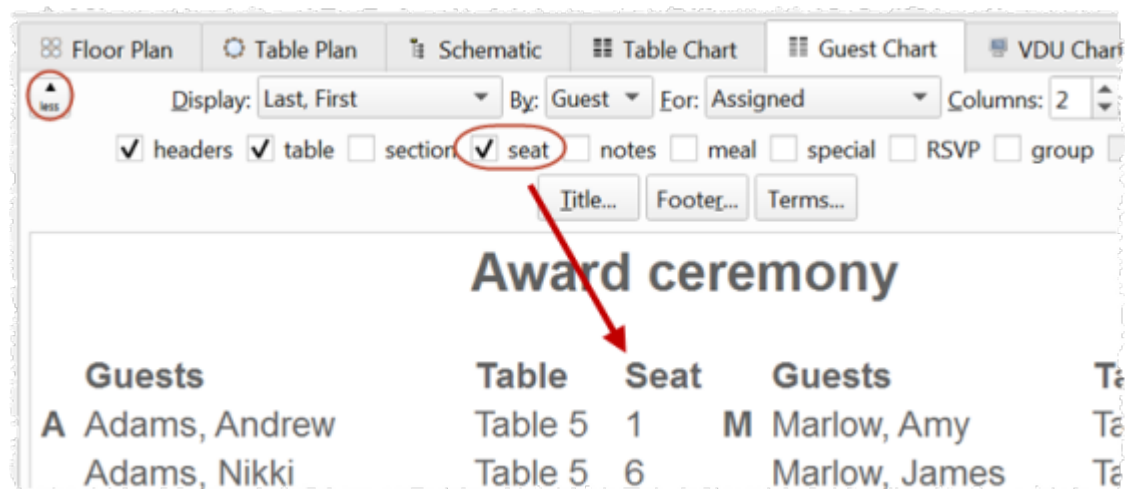 Floor Plan Table Plan Schematic Table Chart Guest Chart VDU Chart
less Display: Last, First By: Guest For: Assigned Columns: 2
headers table section seat notes meal special RSVP group
Title... Footer... Terms...
Award ceremony
Guests Table Seat Guests
A Adams, Andrew Table 5 1 M Marlow, Amy
Adams, Nikki Table 5 6 Marlow, James